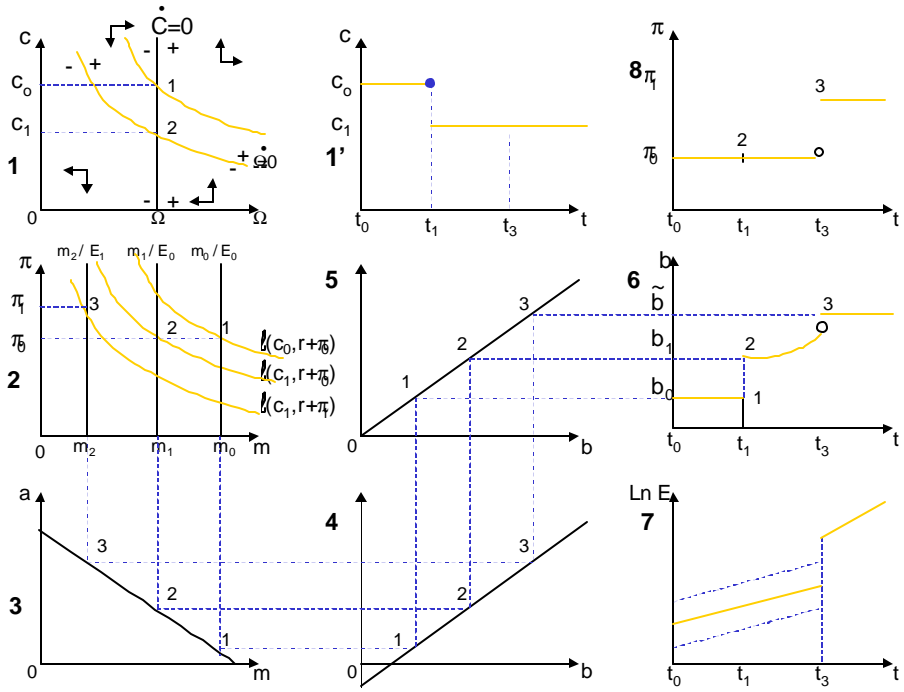 Ċ=0
c
- +
- +
c₀
1
c₁
2
1
+ Ω̇0
-
- +
0
Ω
Ω
c
c₀
c₁
1’
t₀
t₁
t₃
t
π
8
π₁
3
π₀
2
t₀
t₁
t₃
t
m₂ / E₁
m₁ / E₀
m₀ / E₀
π
π₁
3
π₀
2
1
2
(c₀, r+π₀)
(c₁, r+π₀)
(c₁, r+π₁)
0
m₂
m₁
m₀
m
5
3
2
1
0
b
6
b
b̃
3
b₁
2
b₀
1
t₀
t₃
t
a
3
3
2
1
0
m
4
3
2
1
0
b
Ln E
7
t₀
t₁
t₃
t